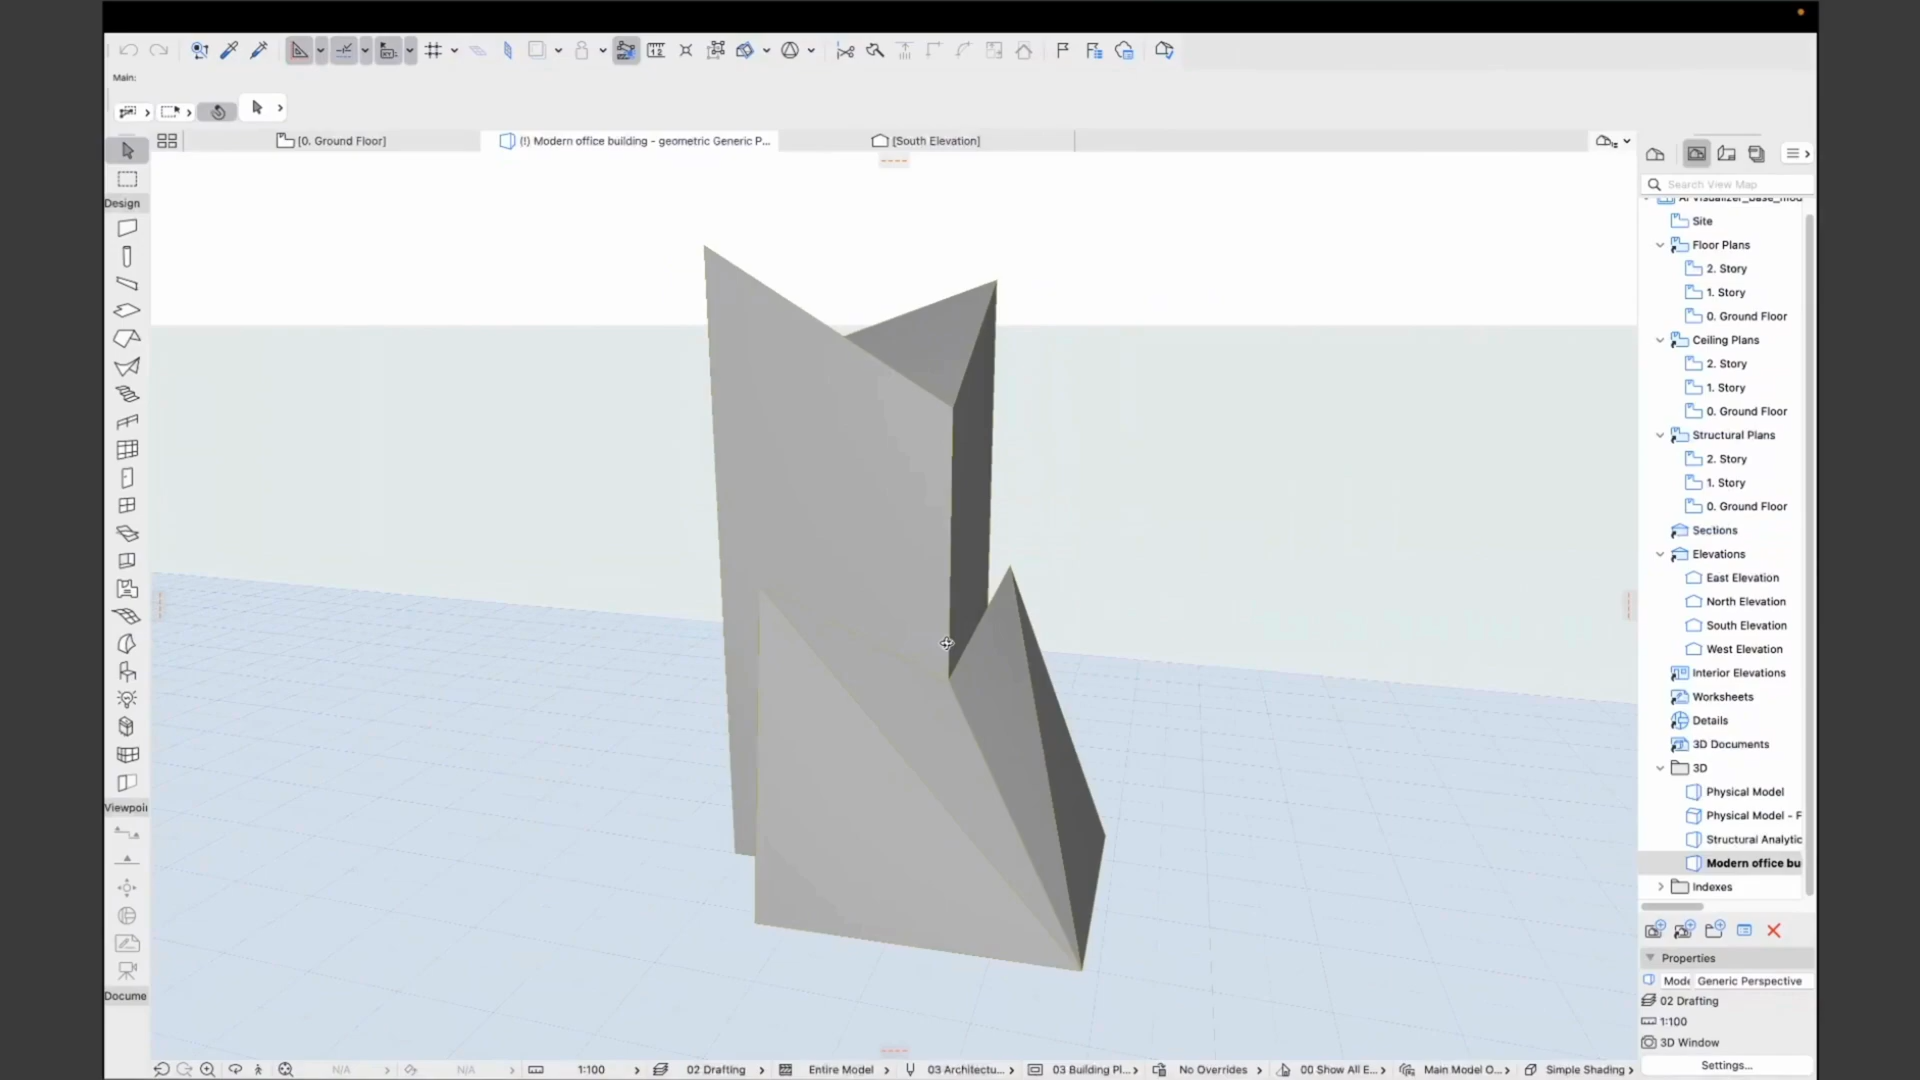 Main:
[0. Ground Floor]
(!) Modern office building - geometric Generic P...
[South Elevation]
Search View Map
Design
Site
Floor Plans
2. Story
1. Story
0. Ground Floor
Ceiling Plans
2. Story
1. Story
0. Ground Floor
Structural Plans
2. Story
1. Story
0. Ground Floor
Sections
Elevations
East Elevation
North Elevation
South Elevation
West Elevation
Interior Elevations
Worksheets
Details
3D Documents
3D
Physical Model
Physical Model - F
Structural Analytic
Modern office bu
Indexes
Viewpoi
Docume
Properties
Mode Generic Perspective
02 Drafting
1:100
3D Window
Settings...
N/A
N/A
1:100
02 Drafting
Entire Model
03 Architectu...
03 Building Pl...
No Overrides
00 Show All E...
Main Model O...
Simple Shading